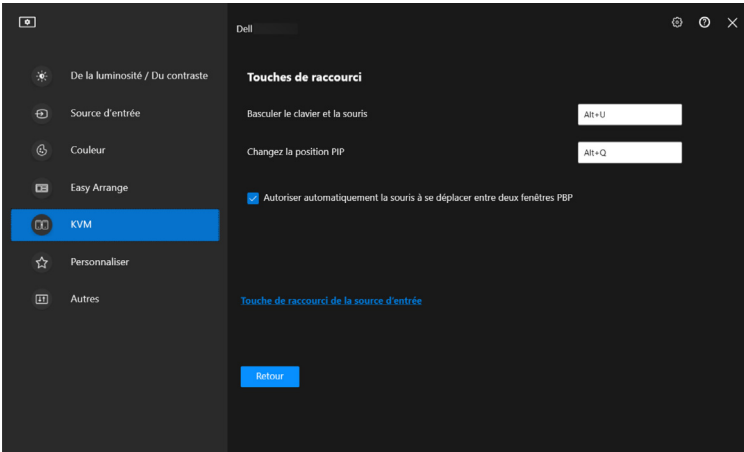 Dell
De la luminosité / Du contraste
Source d'entrée
Couleur
Easy Arrange
KVM
Personnaliser
Autres
Touches de raccourci
Basculer le clavier et la souris
Alt+U
Changez la position PIP
Alt+Q
Autoriser automatiquement la souris à se déplacer entre deux fenêtres PBP
Touche de raccourci de la source d'entrée
Retour